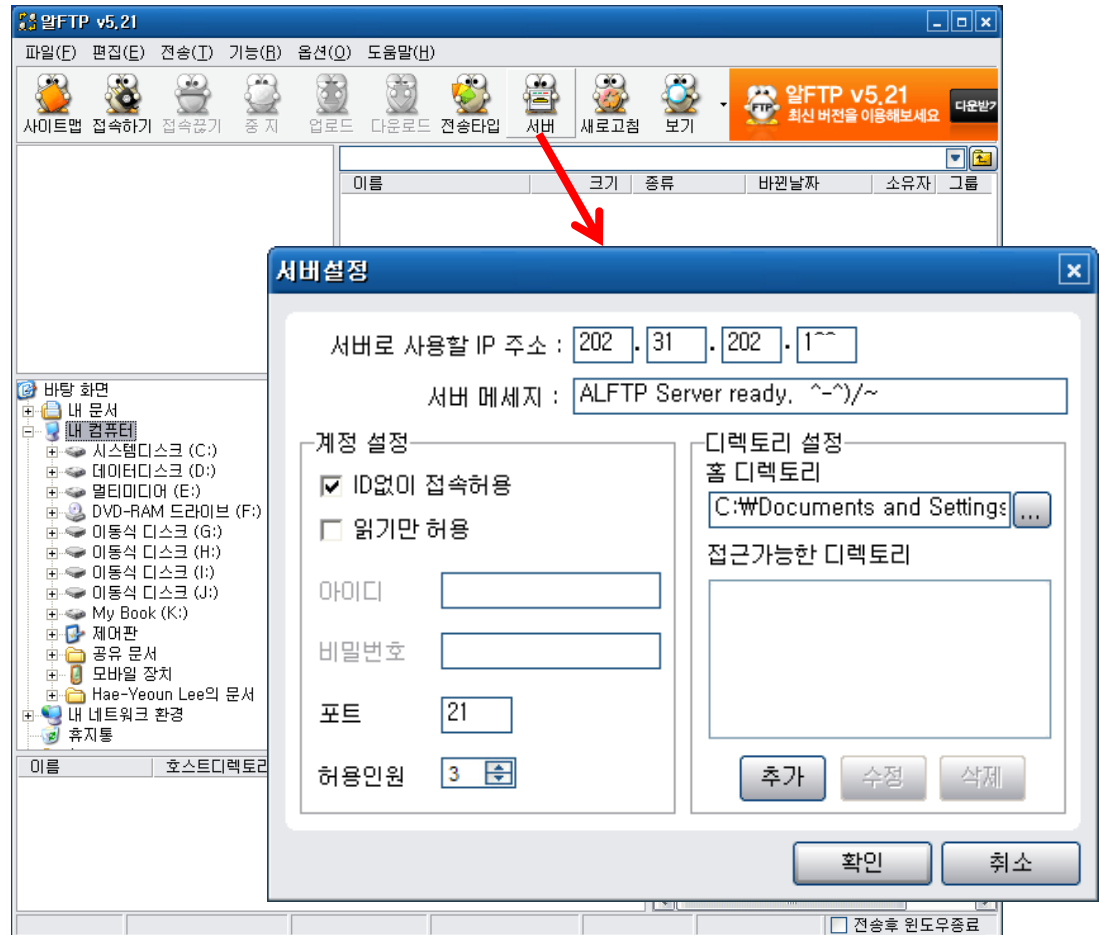 알FTP v5.21
파일(F) 편집(E) 전송(T) 기능(R) 옵션(O) 도움말(H)
사이트맵 접속하기 접속끊기 중 지 업로드 다운로드 전송타입 서버 새로고침 보기
FTP 알FTP v5.21 다운받기
최신 버전을 이용해보세요
이름 크기 종류 바뀐날짜 소유자 그룹
바탕 화면
내 문서
내 컴퓨터
시스템디스크 (C:)
데이터디스크 (D:)
멀티미디어 (E:)
DVD-RAM 드라이브 (F:)
이동식 디스크 (G:)
이동식 디스크 (H:)
이동식 디스크 (I:)
이동식 디스크 (J:)
My Book (K:)
제어판
공유 문서
모바일 장치
Hae-Yeoun Lee의 문서
내 네트워크 환경
휴지통
이름 호스트디렉토리
서버설정
서버로 사용할 IP 주소 : 202 . 31 . 202 . 1^^
서버 메세지 : ALFTP Server ready, ^-^)/~
계정 설정
ID없이 접속허용
읽기만 허용
아이디
비밀번호
포트 21
허용인원 3
디렉토리 설정
홈 디렉토리
C:₩Documents and Settings ...
접근가능한 디렉토리
추가 수정 삭제
확인 취소
전송후 윈도우종료